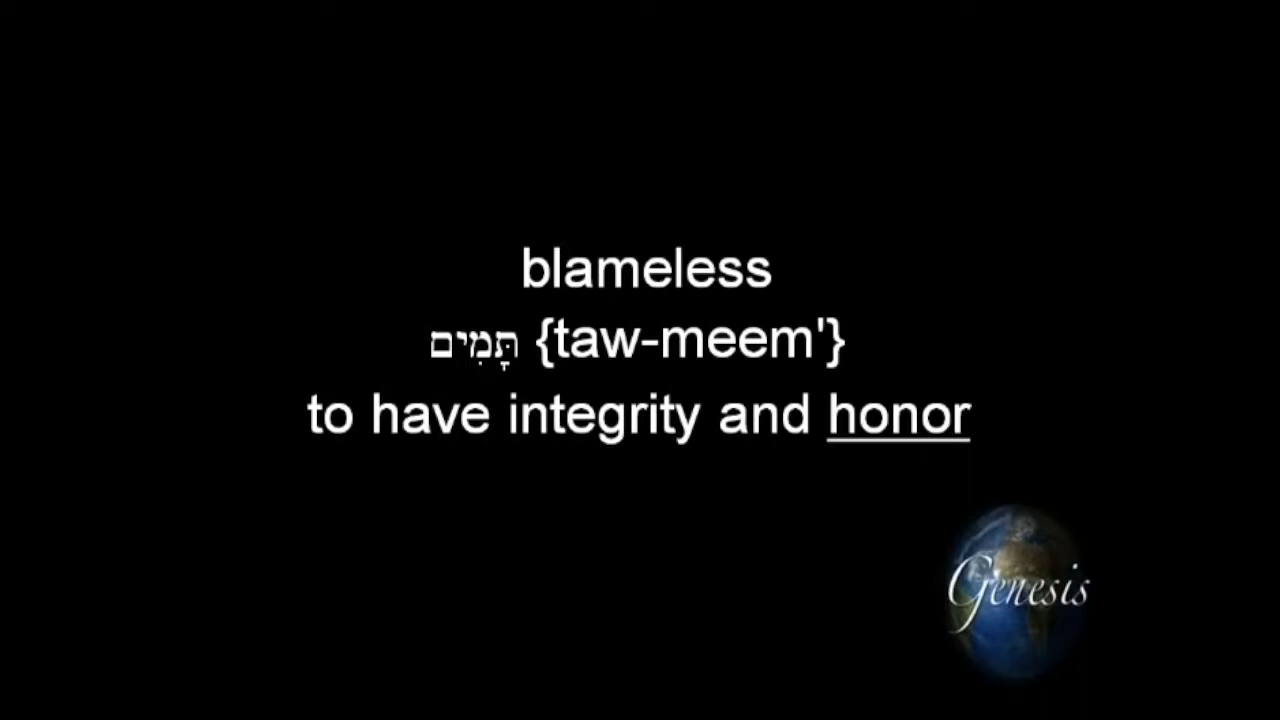 blameless
תָּמִים {taw-meem'}
to have integrity and honor
Genesis